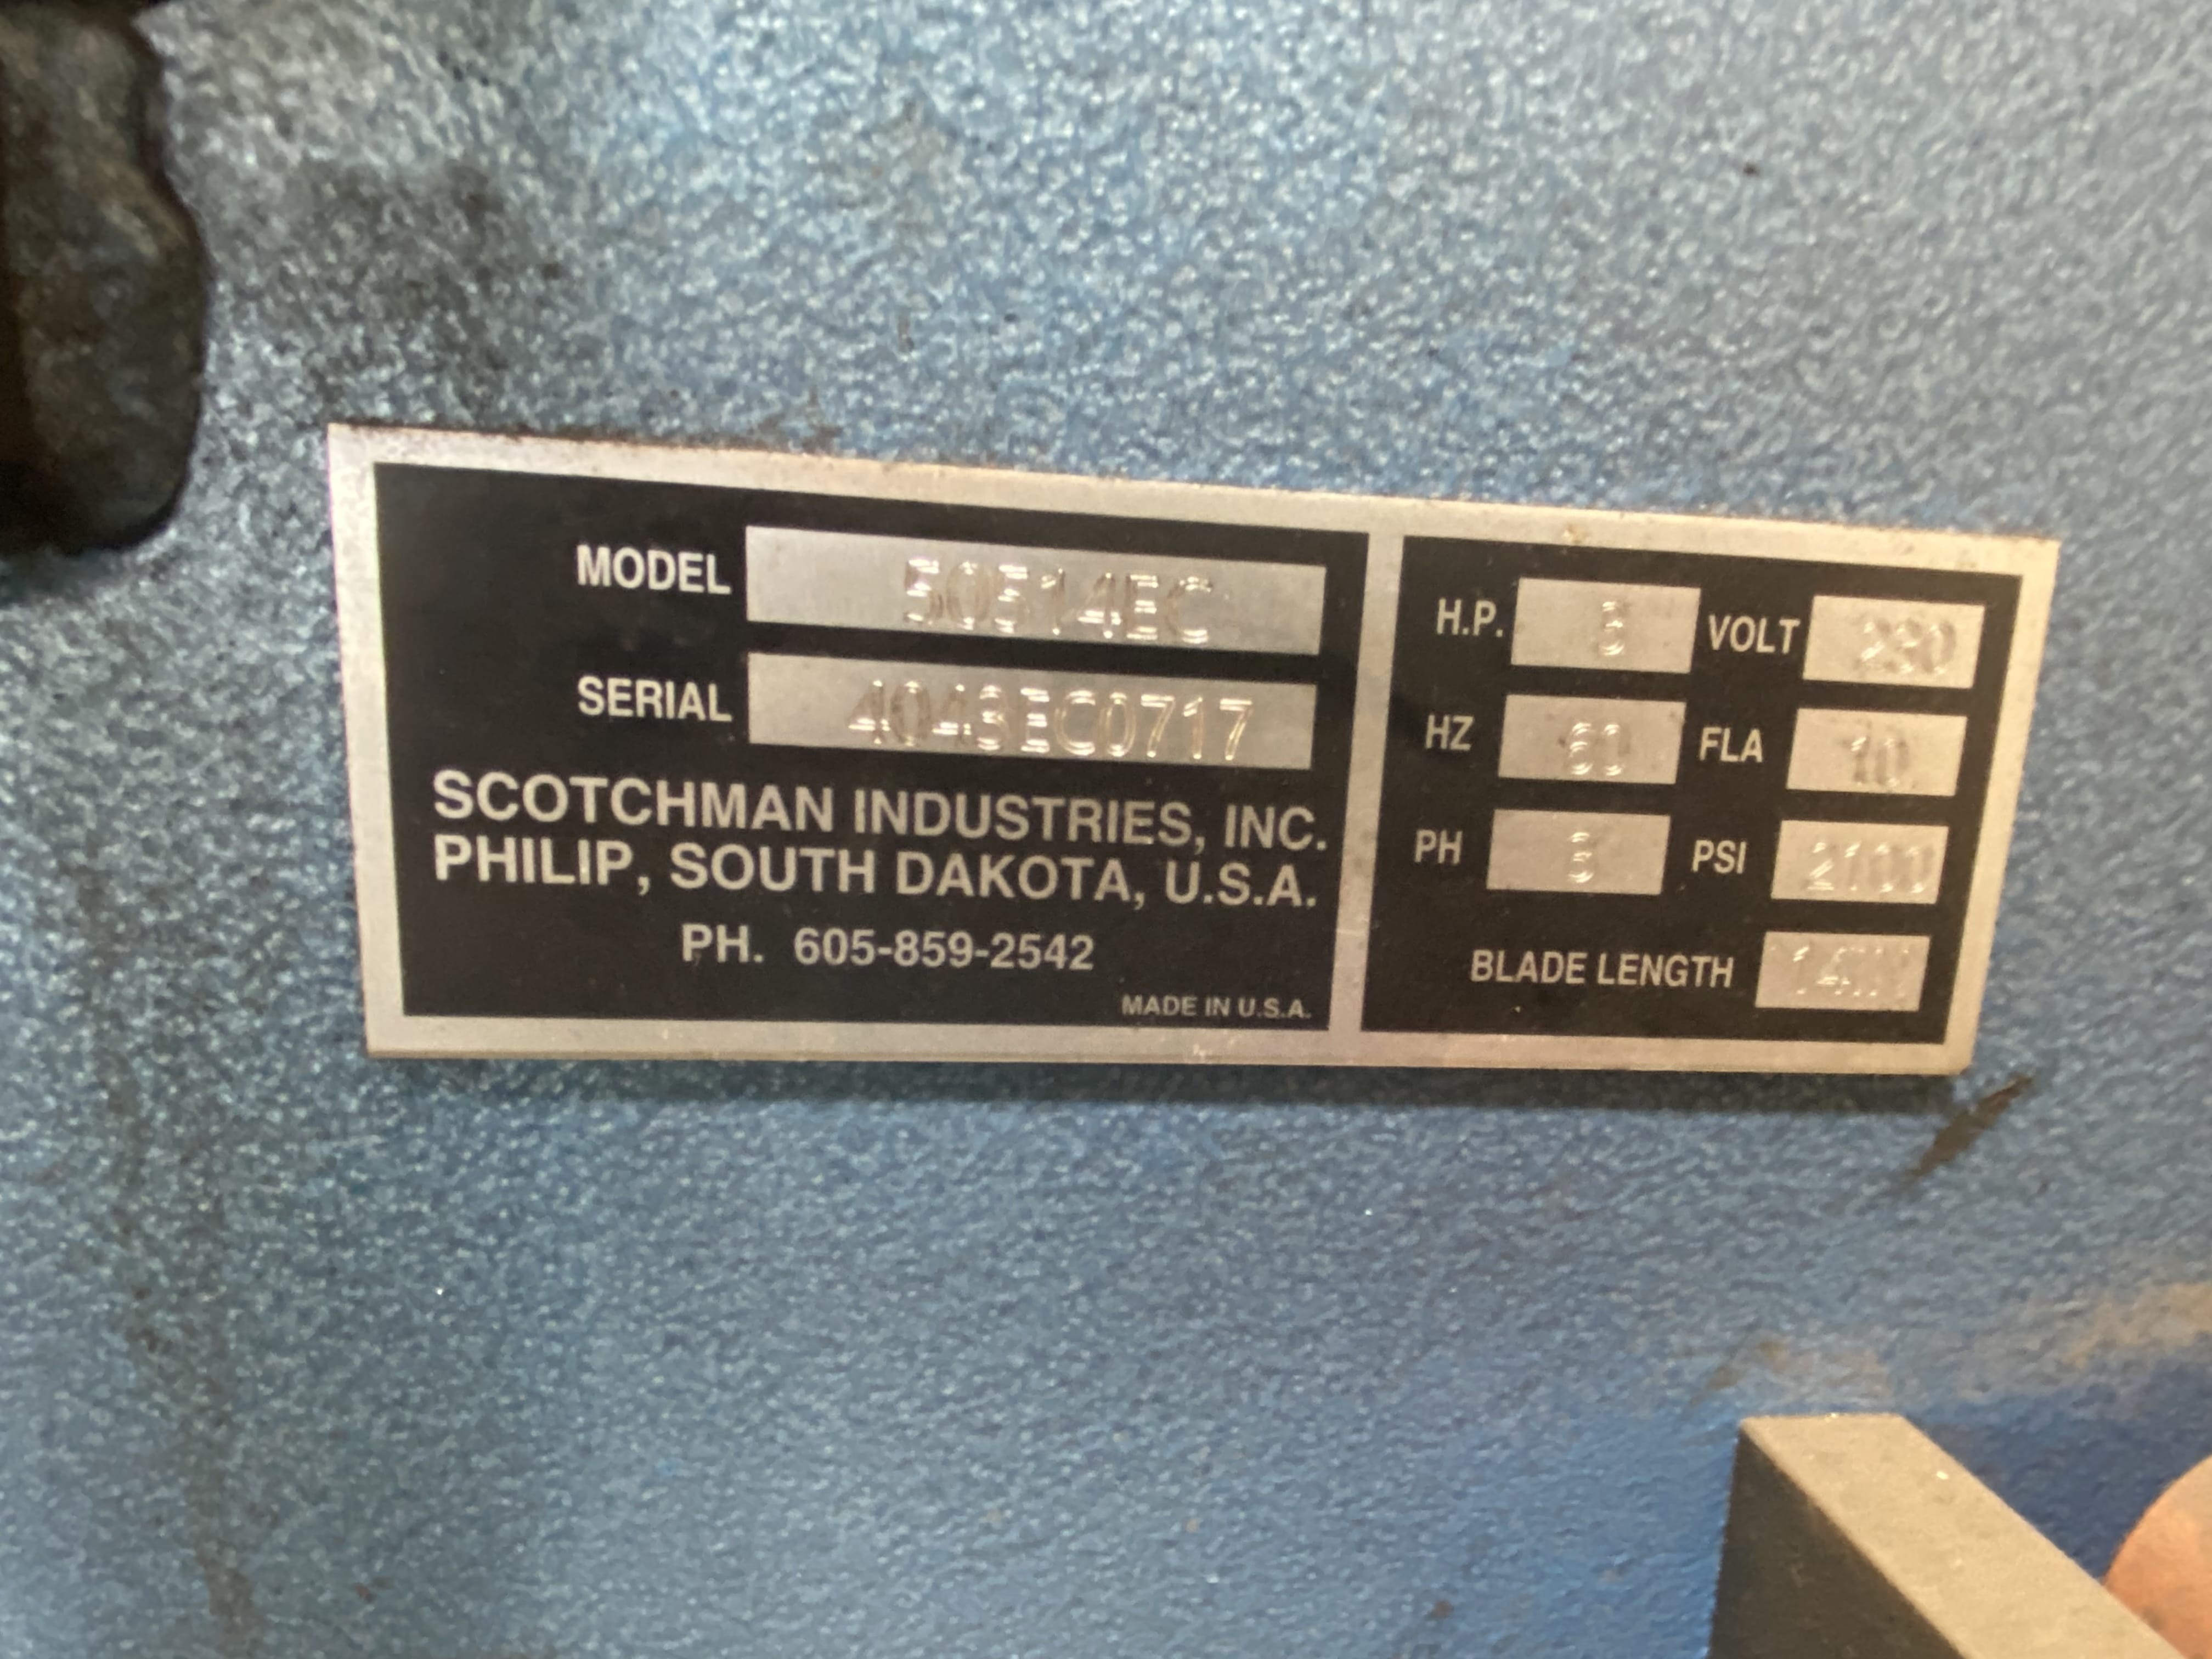 MODEL 50514EC
SERIAL 4043EC0717
SCOTCHMAN INDUSTRIES, INC.
PHILIP, SOUTH DAKOTA, U.S.A.
PH. 605-859-2542
MADE IN U.S.A.
H.P. 3 VOLT 230
HZ 60 FLA 10
PH 3 PSI 2100
BLADE LENGTH